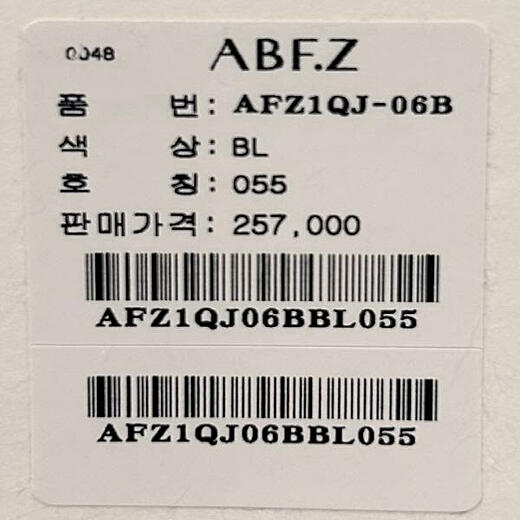 0048 ABF.Z
품 번: AFZ1QJ-06B
색 상: BL
호 칭: 055
판매가격: 257,000
AFZ1QJ06BBL055
AFZ1QJ06BBL055